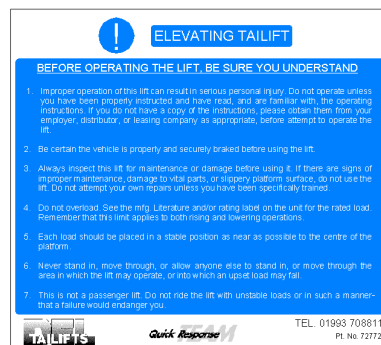 ELEVATING TAILIFT
BEFORE OPERATING THE LIFT, BE SURE YOU UNDERSTAND
1. Improper operation of this lift can result in serious personal injury. Do not operate unless
you have been properly instructed and have read, and are familiar with, the operating
instructions. If you do not have a copy of the instructions, please obtain them from your
employer, distributor, or leasing company as appropriate, before attempt to operate the
lift.
2. Be certain the vehicle is properly and securely braked before using the lift.
3. Always inspect this lift for maintenance or damage before using it. If there are signs of
improper maintenance, damage to vital parts, or slippery platform surface, do not use the
lift. Do not attempt your own repairs unless you have been specifically trained.
4. Do not overload. See the mfg. Literature and/or rating label on the unit for the rated load.
Remember that this limit applies to both rising and lowering operations.
5. Each load should be placed in a stable position as near as possible to the centre of the
platform.
6. Never stand in, move through, or allow anyone else to stand in, or move through the
area in which the lift may operate, or into which an upset load may fall.
7. This is not a passenger lift. Do not ride the lift with unstable loads or in such a manner-
that a failure would endanger you.
TAILIFTS
Quick Response
TEAM
TEL. 01993 708811
Pt. No. 72772